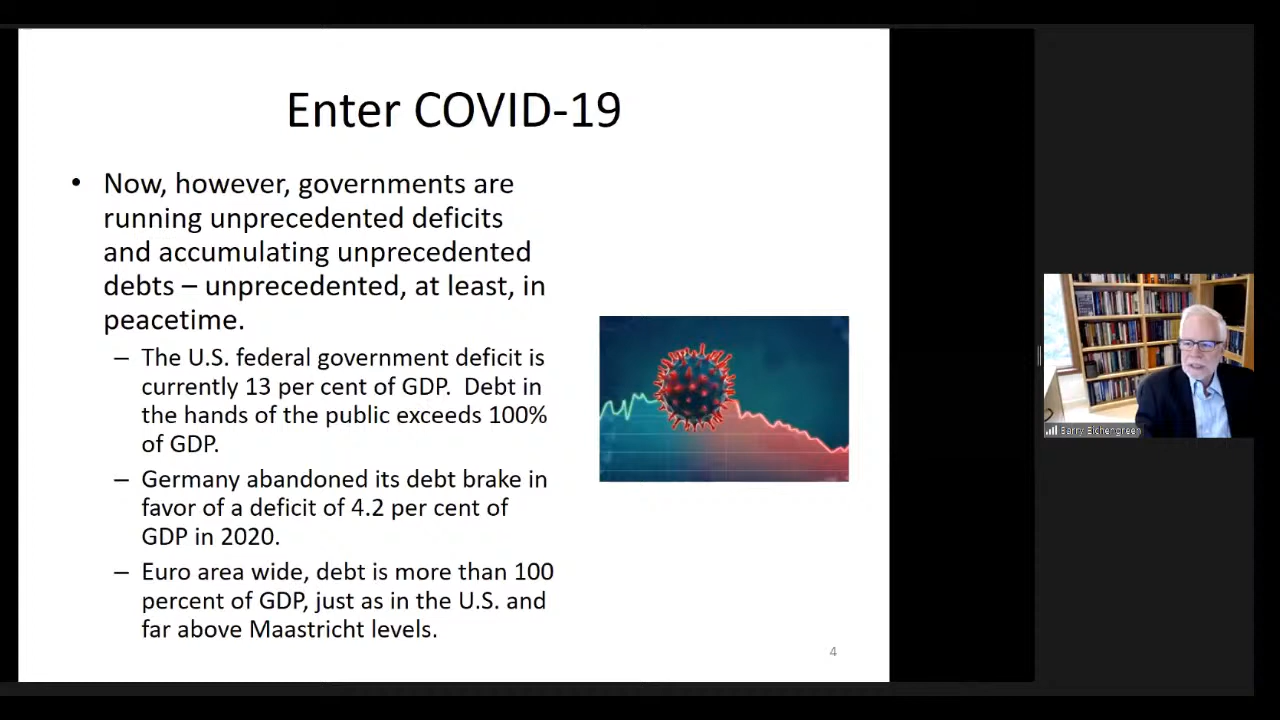 Enter COVID-19
• Now, however, governments are
running unprecedented deficits
and accumulating unprecedented
debts – unprecedented, at least, in
peacetime.
– The U.S. federal government deficit is
currently 13 per cent of GDP. Debt in
the hands of the public exceeds 100%
of GDP.
– Germany abandoned its debt brake in
favor of a deficit of 4.2 per cent of
GDP in 2020.
– Euro area wide, debt is more than 100
percent of GDP, just as in the U.S. and
far above Maastricht levels.
4
Barry Eichengreen